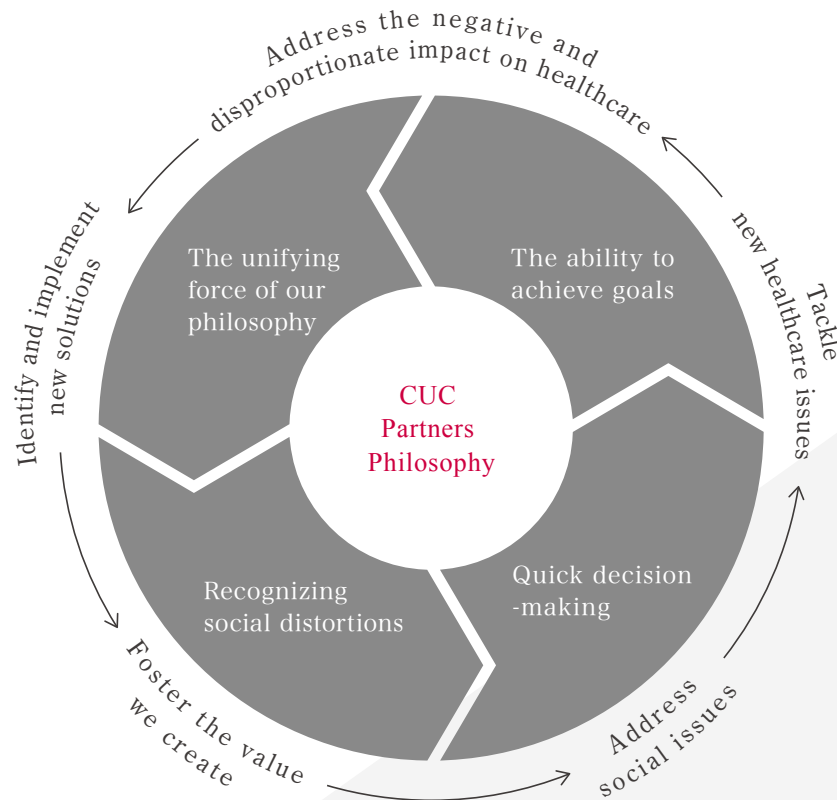 Address the negative and
disproportionate impact on healthcare
Identify and implement
new solutions
Foster the value
we create
Address
social issues
Tackle
new healthcare issues
The unifying
force of our
philosophy
The ability to
achieve goals
CUC
Partners
Philosophy
Recognizing
social distortions
Quick decision
-making